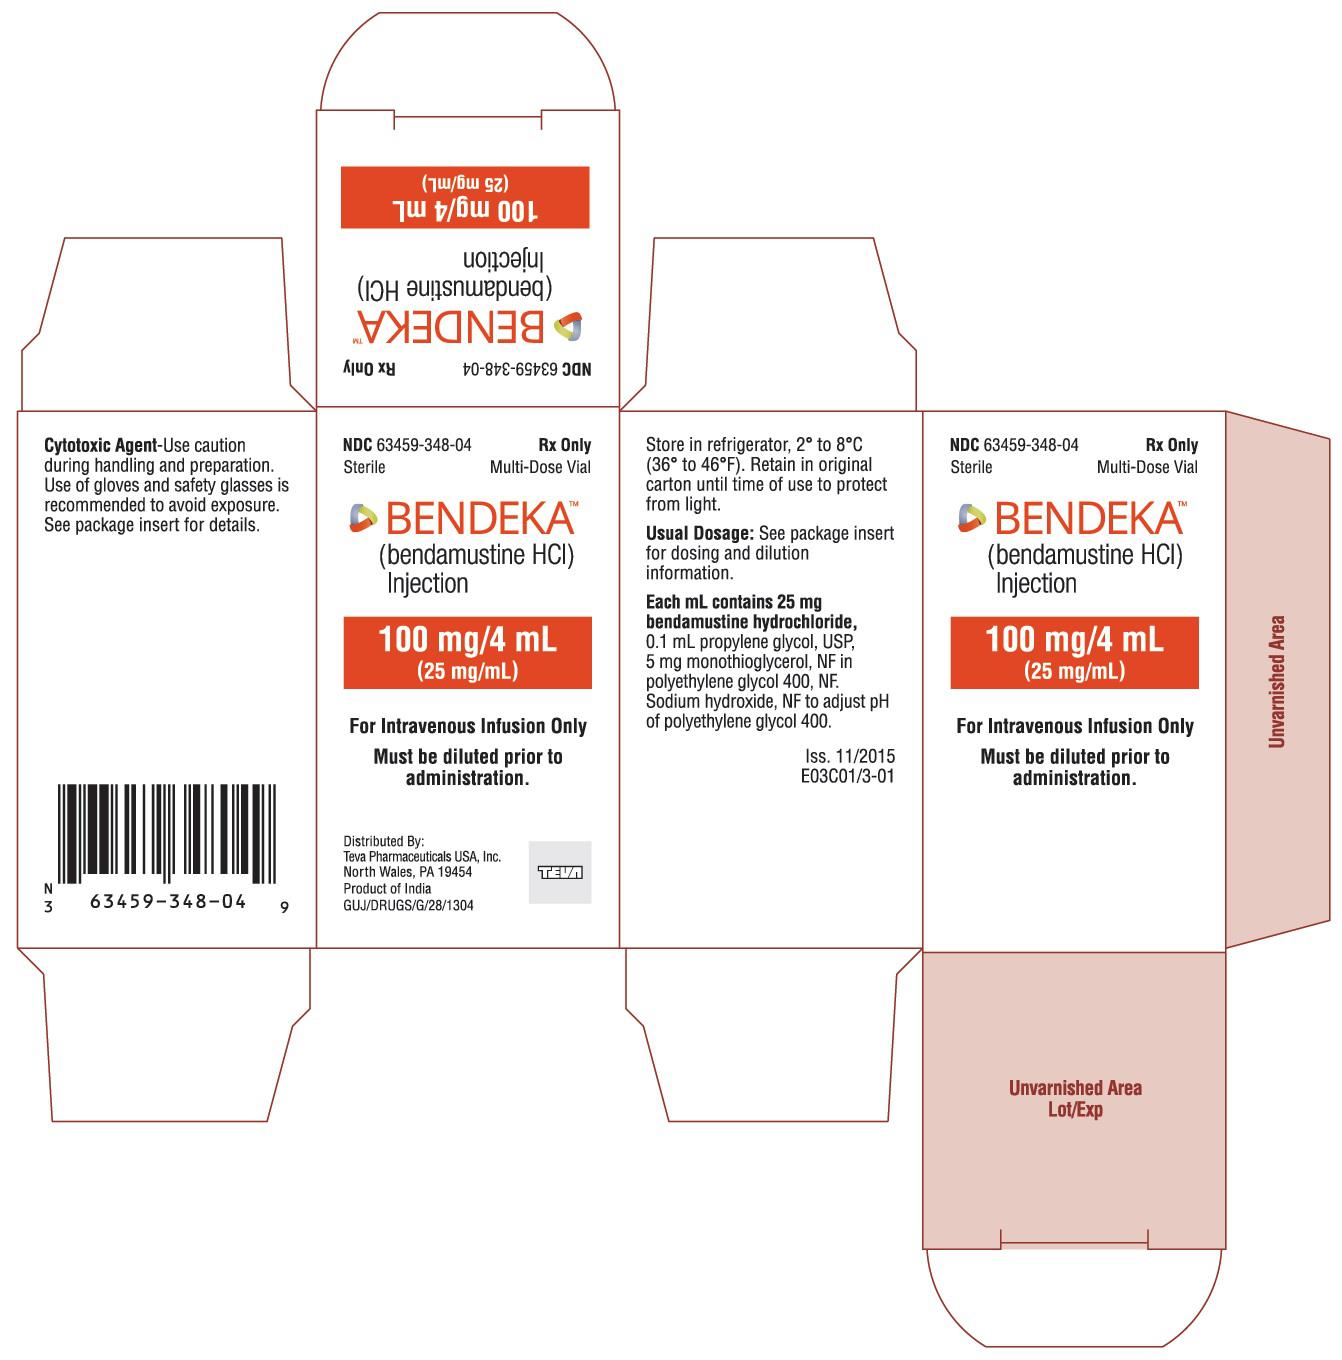 100 mg/4 mL
(25 mg/mL)
BENDEKA™
(bendamustine HCl)
Injection
NDC 63459-348-04 Rx Only
Cytotoxic Agent-Use caution
during handling and preparation.
Use of gloves and safety glasses is
recommended to avoid exposure.
See package insert for details.
N
3 63459-348-04 9
NDC 63459-348-04 Rx Only
Sterile Multi-Dose Vial
BENDEKA™
(bendamustine HCl)
Injection
100 mg/4 mL
(25 mg/mL)
For Intravenous Infusion Only
Must be diluted prior to
administration.
Distributed By:
Teva Pharmaceuticals USA, Inc.
North Wales, PA 19454
Product of India
GUJ/DRUGS/G/28/1304
TEVA
Store in refrigerator, 2° to 8°C
(36° to 46°F). Retain in original
carton until time of use to protect
from light.
Usual Dosage: See package insert
for dosing and dilution
information.
Each mL contains 25 mg
bendamustine hydrochloride,
0.1 mL propylene glycol, USP,
5 mg monothioglycerol, NF in
polyethylene glycol 400, NF.
Sodium hydroxide, NF to adjust pH
of polyethylene glycol 400.
Iss. 11/2015
E03C01/3-01
NDC 63459-348-04 Rx Only
Sterile Multi-Dose Vial
BENDEKA™
(bendamustine HCl)
Injection
100 mg/4 mL
(25 mg/mL)
For Intravenous Infusion Only
Must be diluted prior to
administration.
Unvarnished Area
Unvarnished Area
Lot/Exp